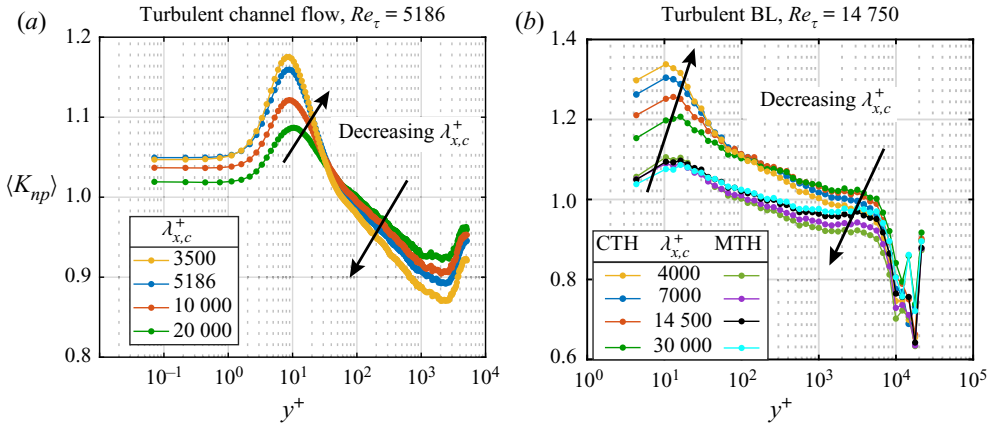 (a) Turbulent channel flow, Re_τ = 5186
1.2
1.1
1.0
0.9
0.8
⟨K_np⟩
Decreasing λ⁺_x,c
λ⁺_x,c
3500
5186
10 000
20 000
10⁻¹ 10⁰ 10¹ 10² 10³ 10⁴
y⁺
(b) Turbulent BL, Re_τ = 14 750
1.4
1.2
1.0
0.8
0.6
Decreasing λ⁺_x,c
CTH λ⁺_x,c MTH
4000
7000
14 500
30 000
10⁰ 10¹ 10² 10³ 10⁴ 10⁵
y⁺